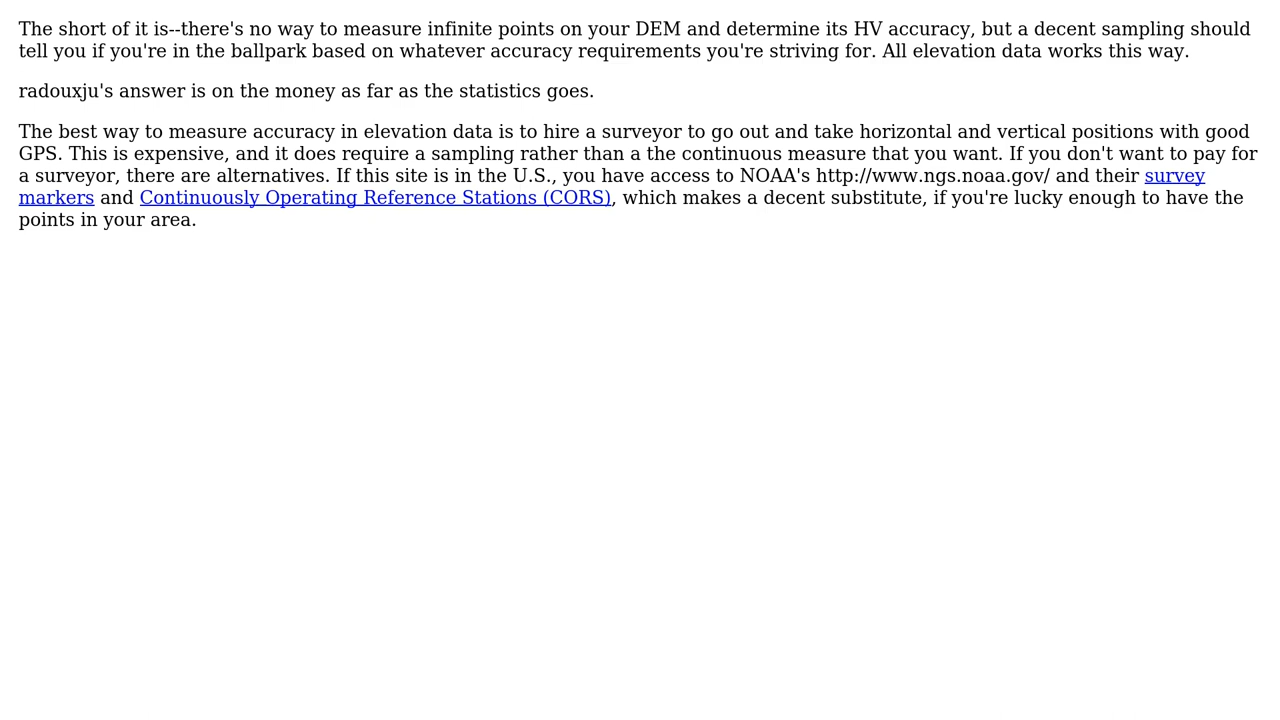 The short of it is--there's no way to measure infinite points on your DEM and determine its HV accuracy, but a decent sampling should
tell you if you're in the ballpark based on whatever accuracy requirements you're striving for. All elevation data works this way.
radouxju's answer is on the money as far as the statistics goes.
The best way to measure accuracy in elevation data is to hire a surveyor to go out and take horizontal and vertical positions with good
GPS. This is expensive, and it does require a sampling rather than a the continuous measure that you want. If you don't want to pay for
a surveyor, there are alternatives. If this site is in the U.S., you have access to NOAA's http://www.ngs.noaa.gov/ and their survey
markers and Continuously Operating Reference Stations (CORS), which makes a decent substitute, if you're lucky enough to have the
points in your area.